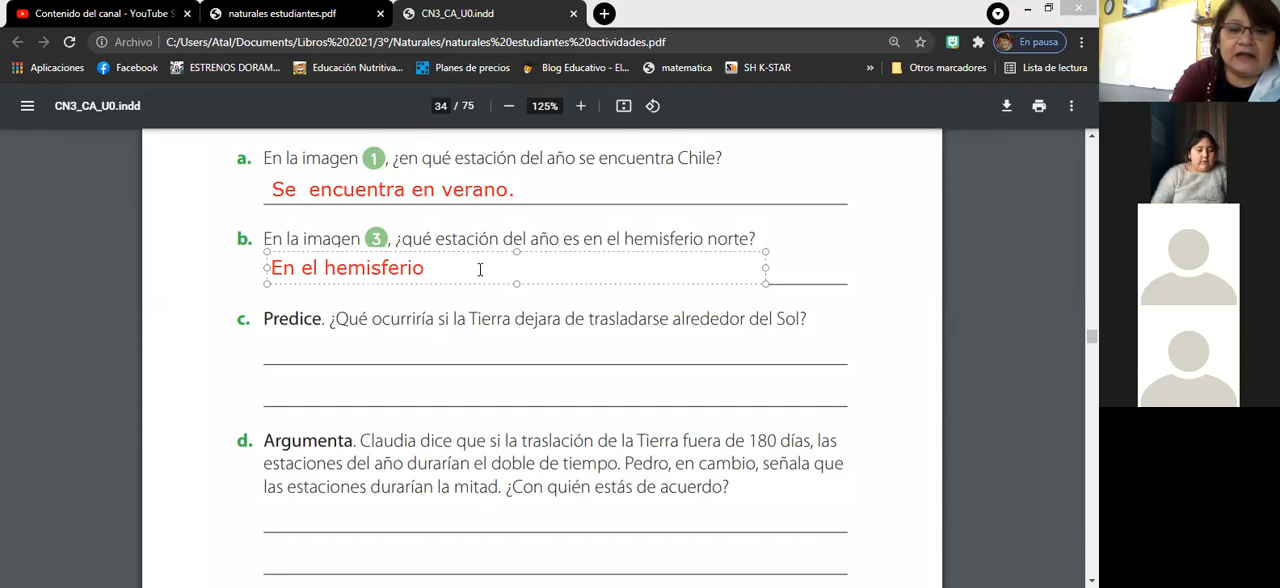 Contenido del canal - YouTube S
naturales estudiantes.pdf
CN3_CA_U0.indd
Archivo
C:/Users/Atal/Documents/Libros%202021/3º/Naturales/naturales%20estudiantes%20actividades.pdf
En pausa
Aplicaciones
Facebook
ESTRENOS DORAM...
Educación Nutritiva...
Planes de precios
Blog Educativo - El...
matematica
SH K-STAR
»
Otros marcadores
Lista de lectura
CN3_CA_U0.indd
34 / 75
125%
a. En la imagen 1, ¿en qué estación del año se encuentra Chile?
Se encuentra en verano.
b. En la imagen 3, ¿qué estación del año es en el hemisferio norte?
En el hemisferio
c. Predice. ¿Qué ocurriría si la Tierra dejara de trasladarse alrededor del Sol?
d. Argumenta. Claudia dice que si la traslación de la Tierra fuera de 180 días, las
estaciones del año durarían el doble de tiempo. Pedro, en cambio, señala que
las estaciones durarían la mitad. ¿Con quién estás de acuerdo?